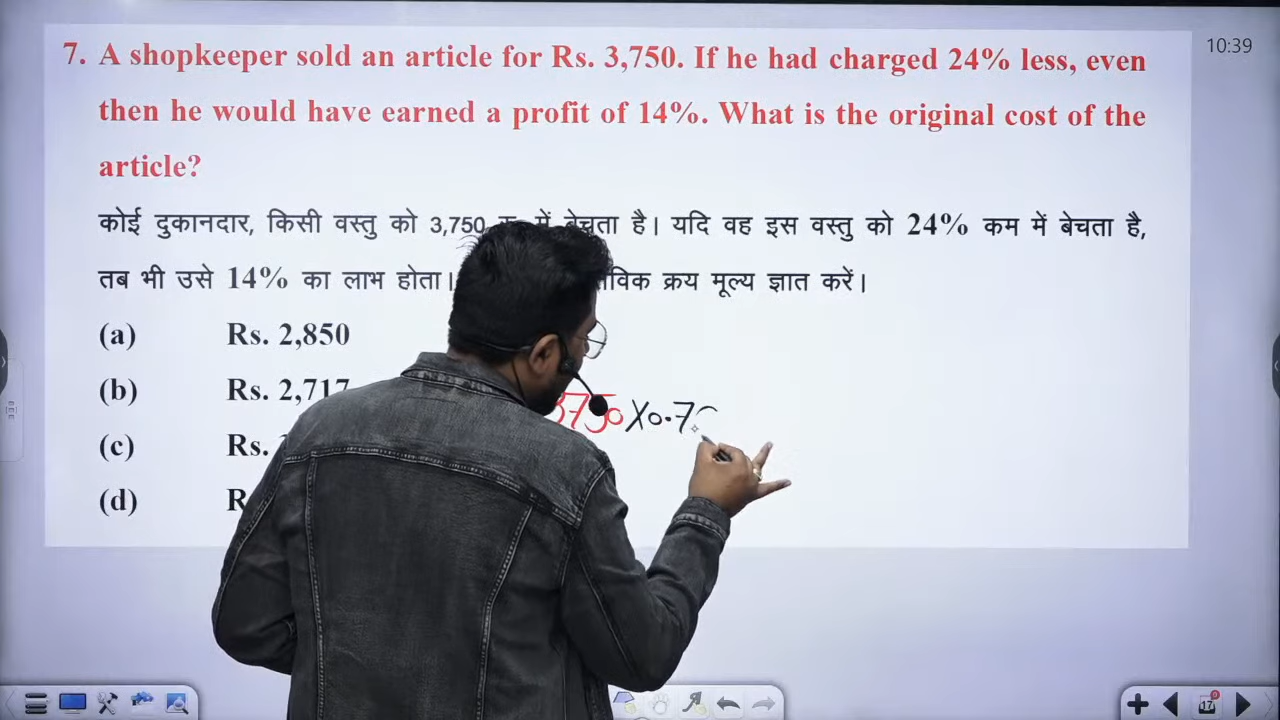 10:39
7. A shopkeeper sold an article for Rs. 3,750. If he had charged 24% less, even
then he would have earned a profit of 14%. What is the original cost of the
article?
कोई दुकानदार, किसी वस्तु को 3,750 रु में बेचता है। यदि वह इस वस्तु को 24% कम में बेचता है,
तब भी उसे 14% का लाभ होता। क्रय मूल्य ज्ञात करें।
(a) Rs. 2,850
(b) Rs. 2,717
3750 X 0.7
(c) Rs.
(d)
17